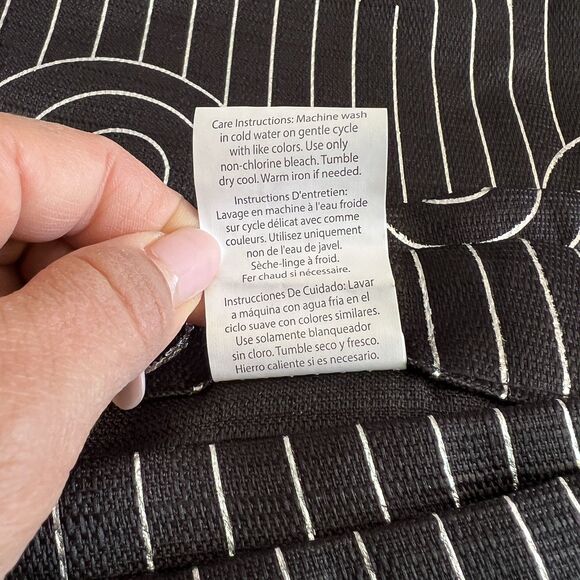 Care Instructions: Machine wash
in cold water on gentle cycle
with like colors. Use only
non-chlorine bleach. Tumble
dry cool. Warm iron if needed.
Instructions D'entretien:
Lavage en machine à l'eau froide
sur cycle délicat avec comme
couleurs. Utilisez uniquement
non de l'eau de javel.
Sèche-linge à froid.
Fer chaud si nécessaire.
Instrucciones De Cuidado: Lavar
a máquina con agua fria en el
ciclo suave con colores similares.
Use solamente blanqueador
sin cloro. Tumble seco y fresco.
Hierro caliente si es necesario.